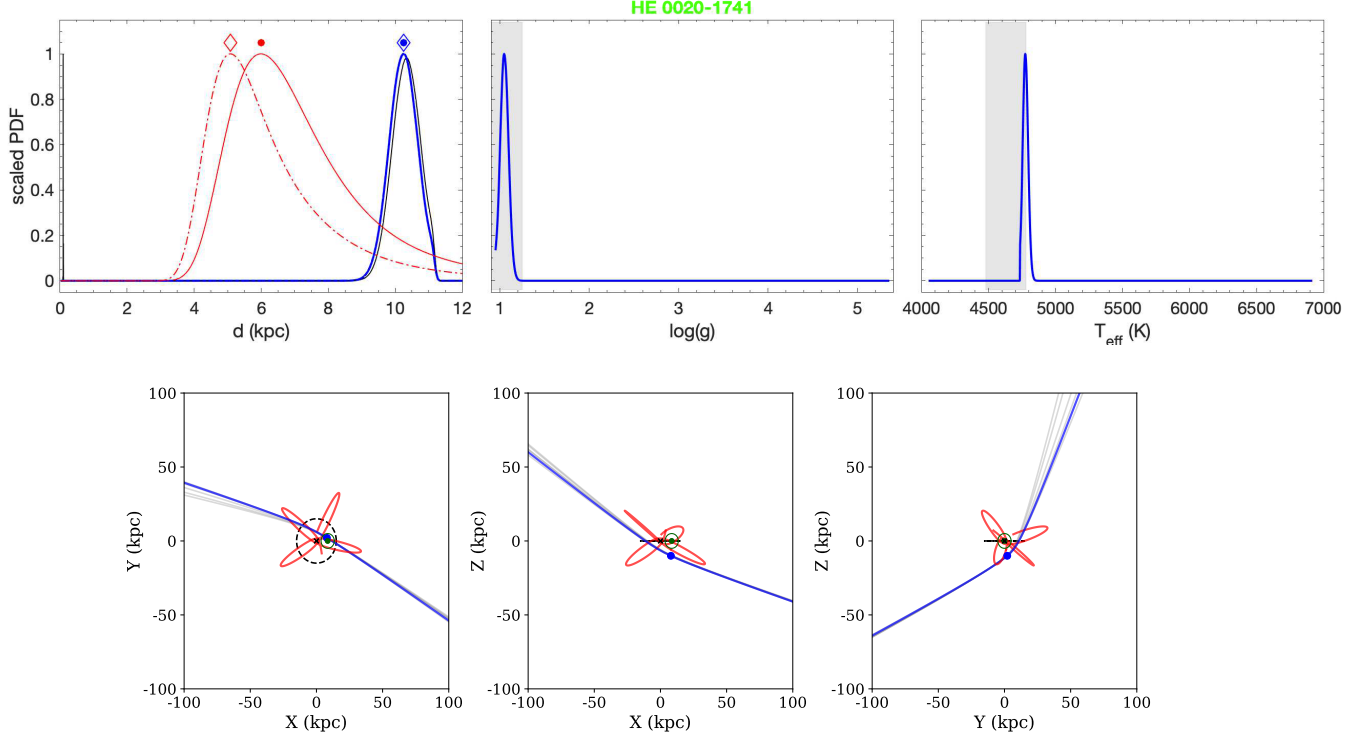 HE 0020-1741
scaled PDF
1
0.8
0.6
0.4
0.2
0
0 2 4 6 8 10 12
d (kpc)
1 2 3 4 5
log(g)
4000 4500 5000 5500 6000 6500 7000
T_eff (K)
100
50
0
-50
-100
Y (kpc)
-100 -50 0 50 100
X (kpc)
100
50
0
-50
-100
Z (kpc)
-100 -50 0 50 100
X (kpc)
100
50
0
-50
-100
Z (kpc)
-100 -50 0 50 100
Y (kpc)